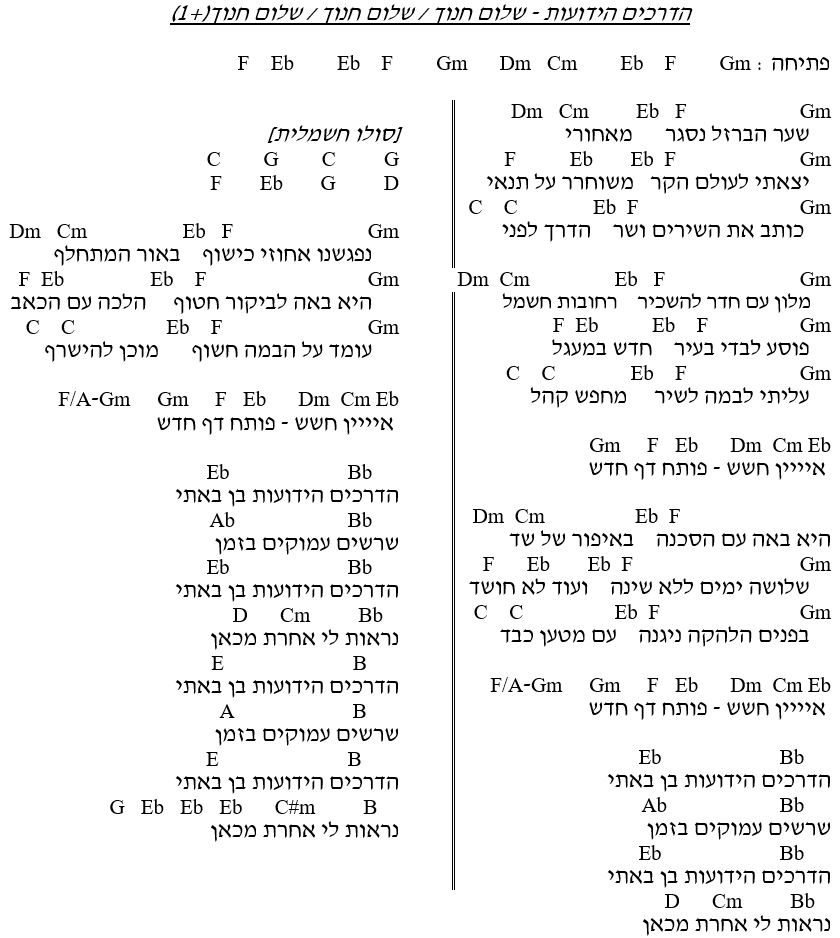 הדרכים הידועות - שלום חנוך / שלום חנוך / שלום חנוך(+1)
פתיחה : Gm F Eb Cm Dm Gm F Eb Eb F
Gm F Eb Cm Dm
שער הברזל נסגר מאחורי
Gm F Eb Eb F
יצאתי לעולם הקר משוחרר על תנאי
Gm F Eb C C
כותב את השירים ושר הדרך לפני
Gm F Eb Cm Dm
מלון עם חדר להשכיר רחובות חשמל
Gm F Eb Eb F
פוסע לבדי בעיר חדש במעגל
Gm F Eb C C
עליתי לבמה לשיר מחפש קהל
Eb Cm Dm Eb F Gm
אייייין חשש - פותח דף חדש
F Eb Cm Dm
היא באה עם הסכנה באיפור של שד
Gm F Eb Eb F
שלושה ימים ללא שינה ועוד לא חושד
Gm F Eb C C
בפנים הלהקה ניגנה עם מטען כבד
Eb Cm Dm Eb F Gm F/A-Gm
אייייין חשש - פותח דף חדש
Bb Eb
הדרכים הידועות בן באתי
Bb Ab
שרשים עמוקים בזמן
Bb Eb
הדרכים הידועות בן באתי
Bb Cm D
נראות לי אחרת מכאן
[סולו חשמלית]
G C G C
D G Eb F
Gm F Eb Cm Dm
נפגשנו אחוזי כישוף באור המתחלף
Gm F Eb Eb F
היא באה לביקור חטוף הלכה עם הכאב
Gm F Eb C C
עומד על הבמה חשוף מוכן להישרף
Eb Cm Dm Eb F Gm F/A-Gm
אייייין חשש - פותח דף חדש
Bb Eb
הדרכים הידועות בן באתי
Bb Ab
שרשים עמוקים בזמן
Bb Eb
הדרכים הידועות בן באתי
Bb Cm D
נראות לי אחרת מכאן
B E
הדרכים הידועות בן באתי
B A
שרשים עמוקים בזמן
B E
הדרכים הידועות בן באתי
B C#m Eb Eb Eb G
נראות לי אחרת מכאן